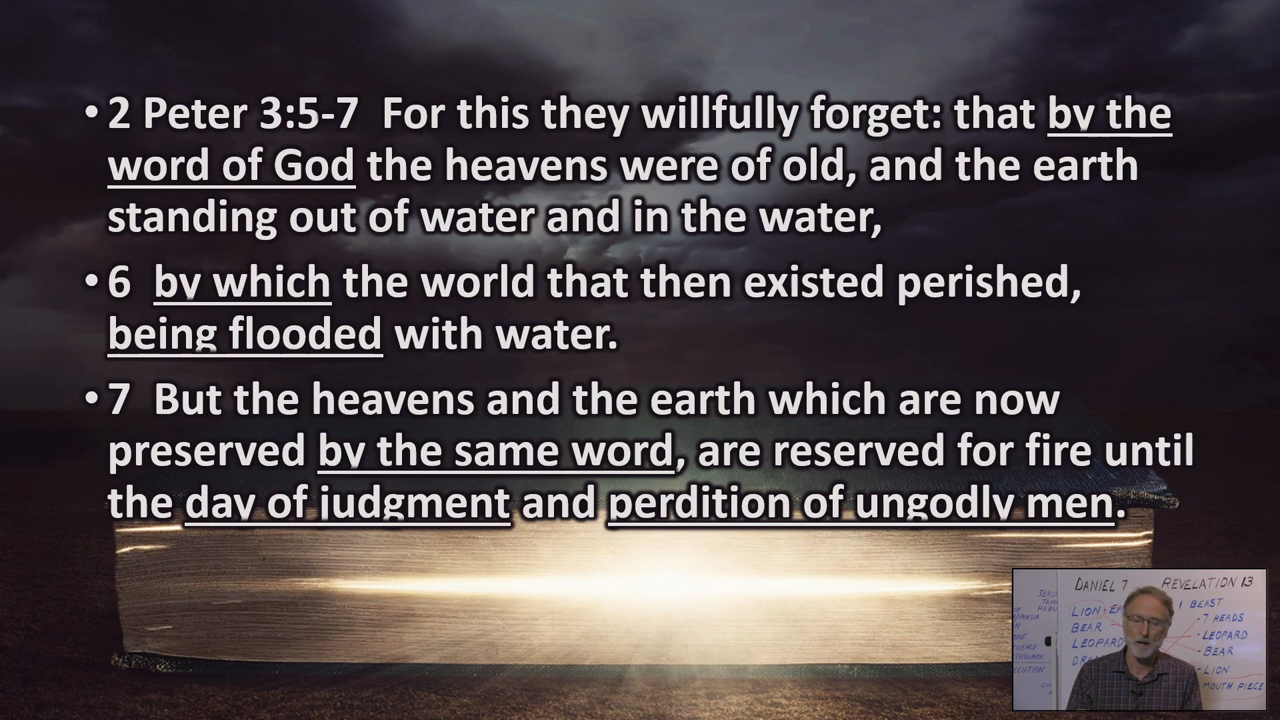 • 2 Peter 3:5-7  For this they willfully forget: that by the
word of God the heavens were of old, and the earth
standing out of water and in the water,
• 6  by which the world that then existed perished,
being flooded with water.
• 7  But the heavens and the earth which are now
preserved by the same word, are reserved for fire until
the day of judgment and perdition of ungodly men.
DANIEL 7
REVELATION 13
LION-
1 BEAST
BEAR
-7 HEADS
LEOPARD
-LEOPARD
-BEAR
-LION
-MOUTH PIECE